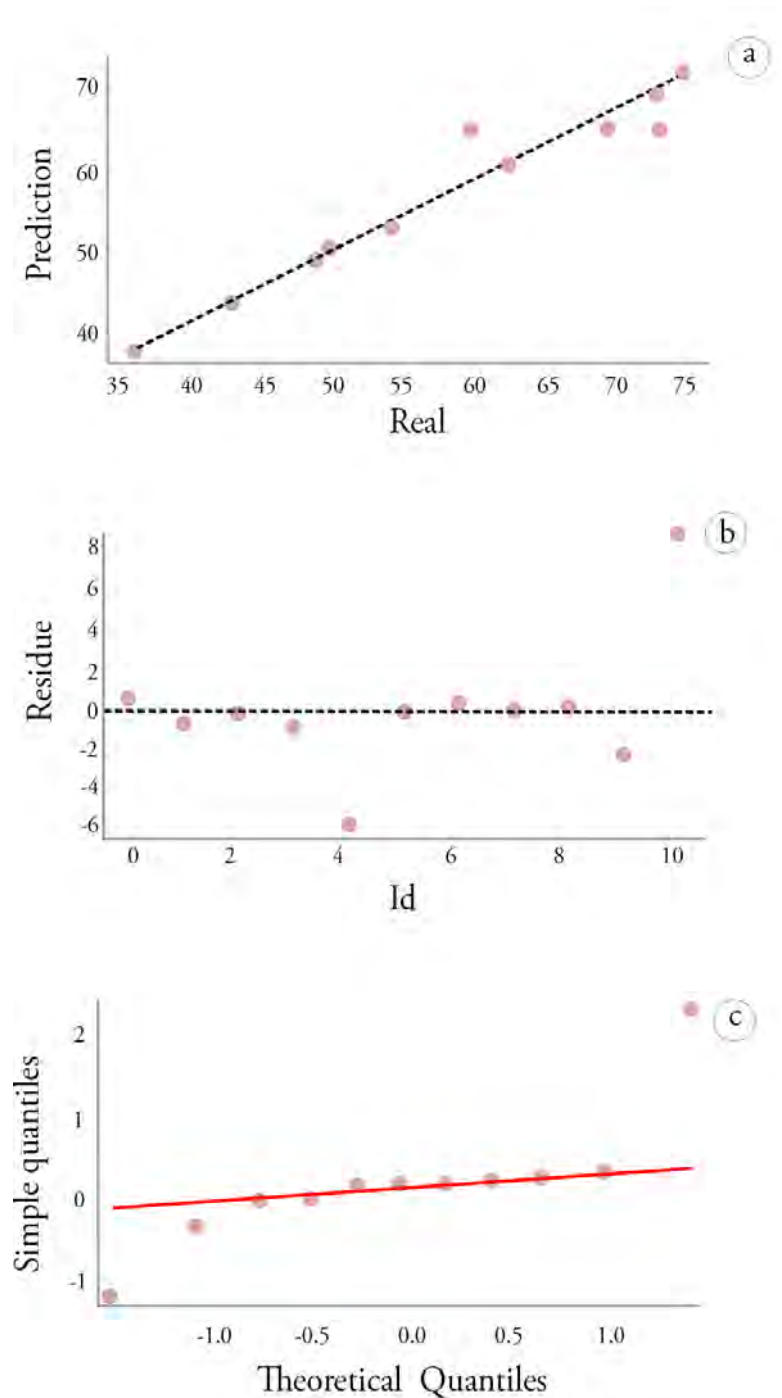 a
70
60
50
40
Prediction
35 40 45 50 55 60 65 70 75
Real
b
8
6
4
2
0
-2
-4
-6
Residue
0 2 4 6 8 10
Id
c
2
1
0
-1
Simple quantiles
-1.0 -0.5 0.0 0.5 1.0
Theoretical Quantiles